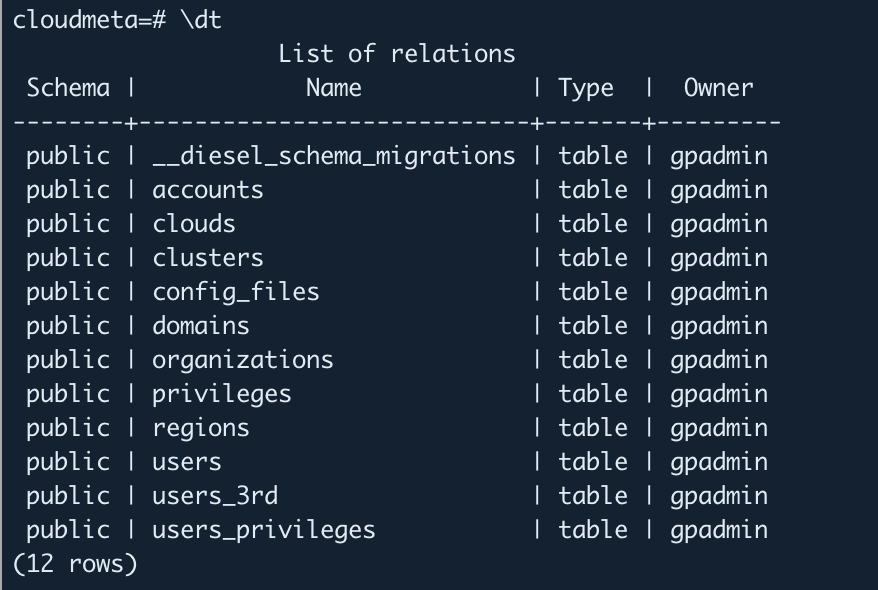 cloudmeta=# \dt
                   List of relations
 Schema |            Name            | Type  |  Owner
--------+----------------------------+-------+---------
 public | __diesel_schema_migrations | table | gpadmin
 public | accounts                   | table | gpadmin
 public | clouds                     | table | gpadmin
 public | clusters                   | table | gpadmin
 public | config_files               | table | gpadmin
 public | domains                    | table | gpadmin
 public | organizations              | table | gpadmin
 public | privileges                 | table | gpadmin
 public | regions                    | table | gpadmin
 public | users                      | table | gpadmin
 public | users_3rd                  | table | gpadmin
 public | users_privileges           | table | gpadmin
(12 rows)